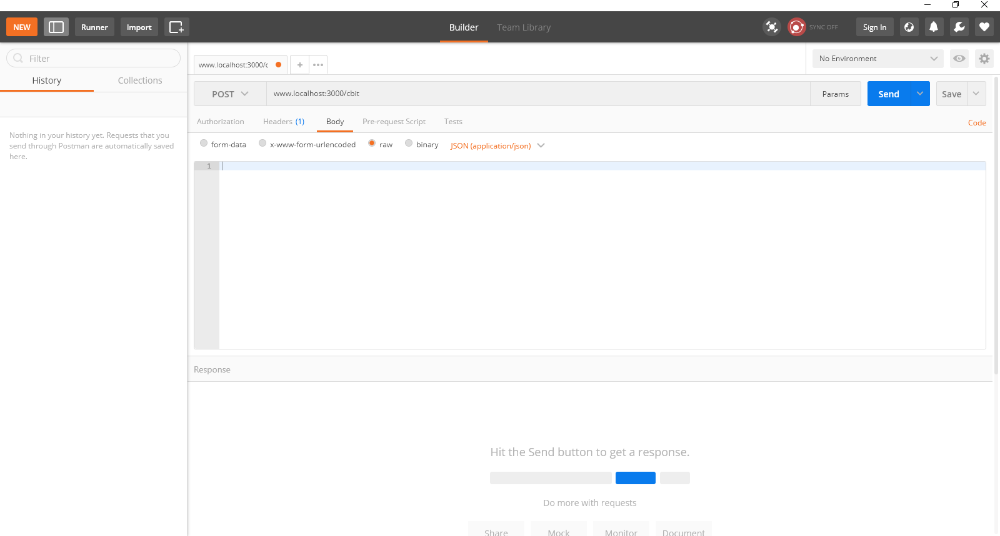 NEW
Runner
Import
Builder
Team Library
SYNC OFF
Sign In
Filter
History
Collections
Nothing in your history yet. Requests that you
send through Postman are automatically saved
here.
www.localhost:3000/c
+
•••
No Environment
POST
www.localhost:3000/cbit
Params
Send
Save
Authorization
Headers (1)
Body
Pre-request Script
Tests
Code
form-data
x-www-form-urlencoded
raw
binary
JSON (application/json)
1
Response
Hit the Send button to get a response.
Do more with requests
Share
Mock
Monitor
Document